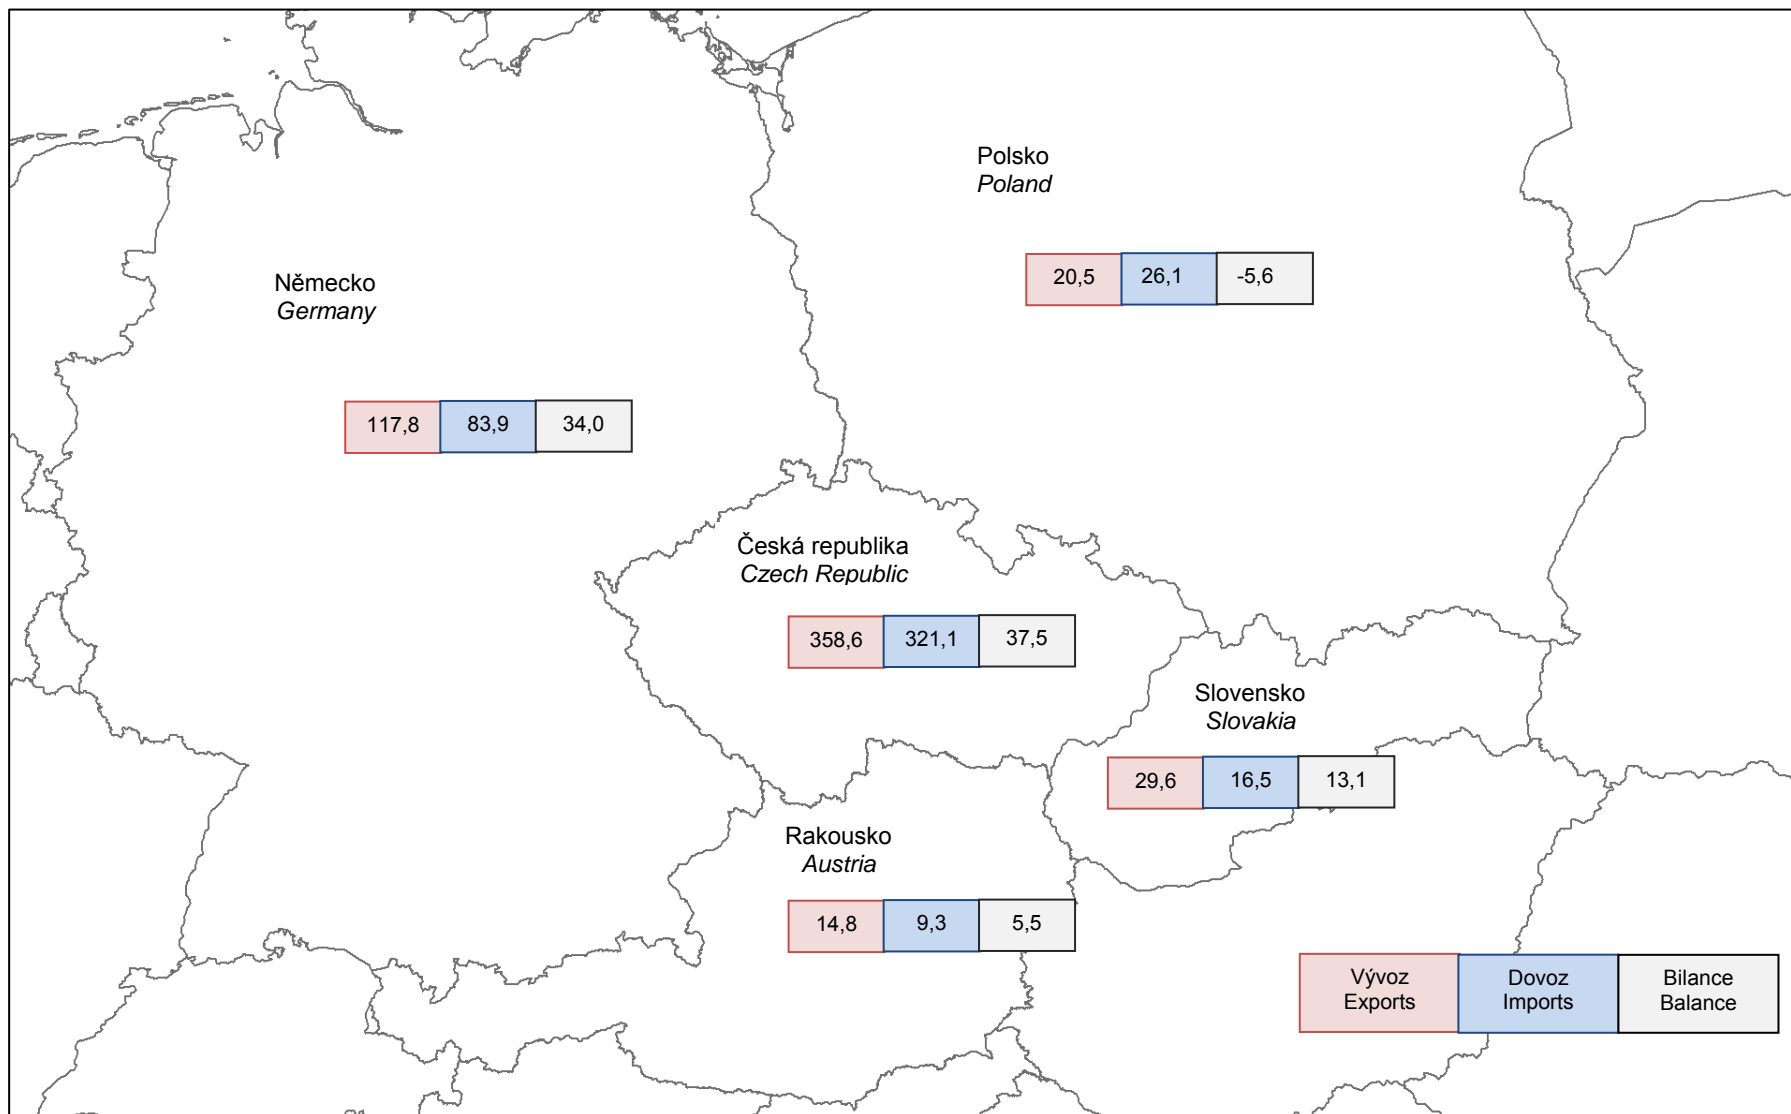 Polsko
Poland
20,5 26,1 -5,6
Německo
Germany
117,8 83,9 34,0
Česká republika
Czech Republic
358,6 321,1 37,5
Slovensko
Slovakia
29,6 16,5 13,1
Rakousko
Austria
14,8 9,3 5,5
Vývoz Dovoz Bilance
Exports Imports Balance